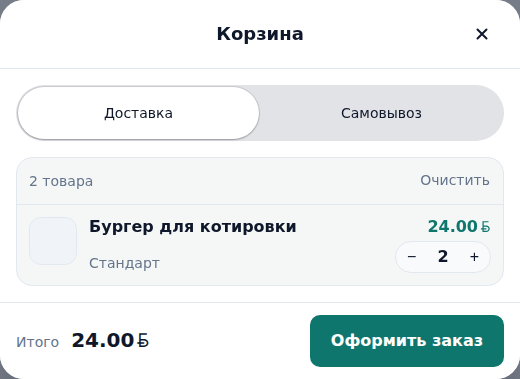 Корзина ✕
Доставка Самовывоз
2 товара Очистить
Бургер для котировки 24.00 Ƃ
Стандарт − 2 +
Итого 24.00 Ƃ Оформить заказ